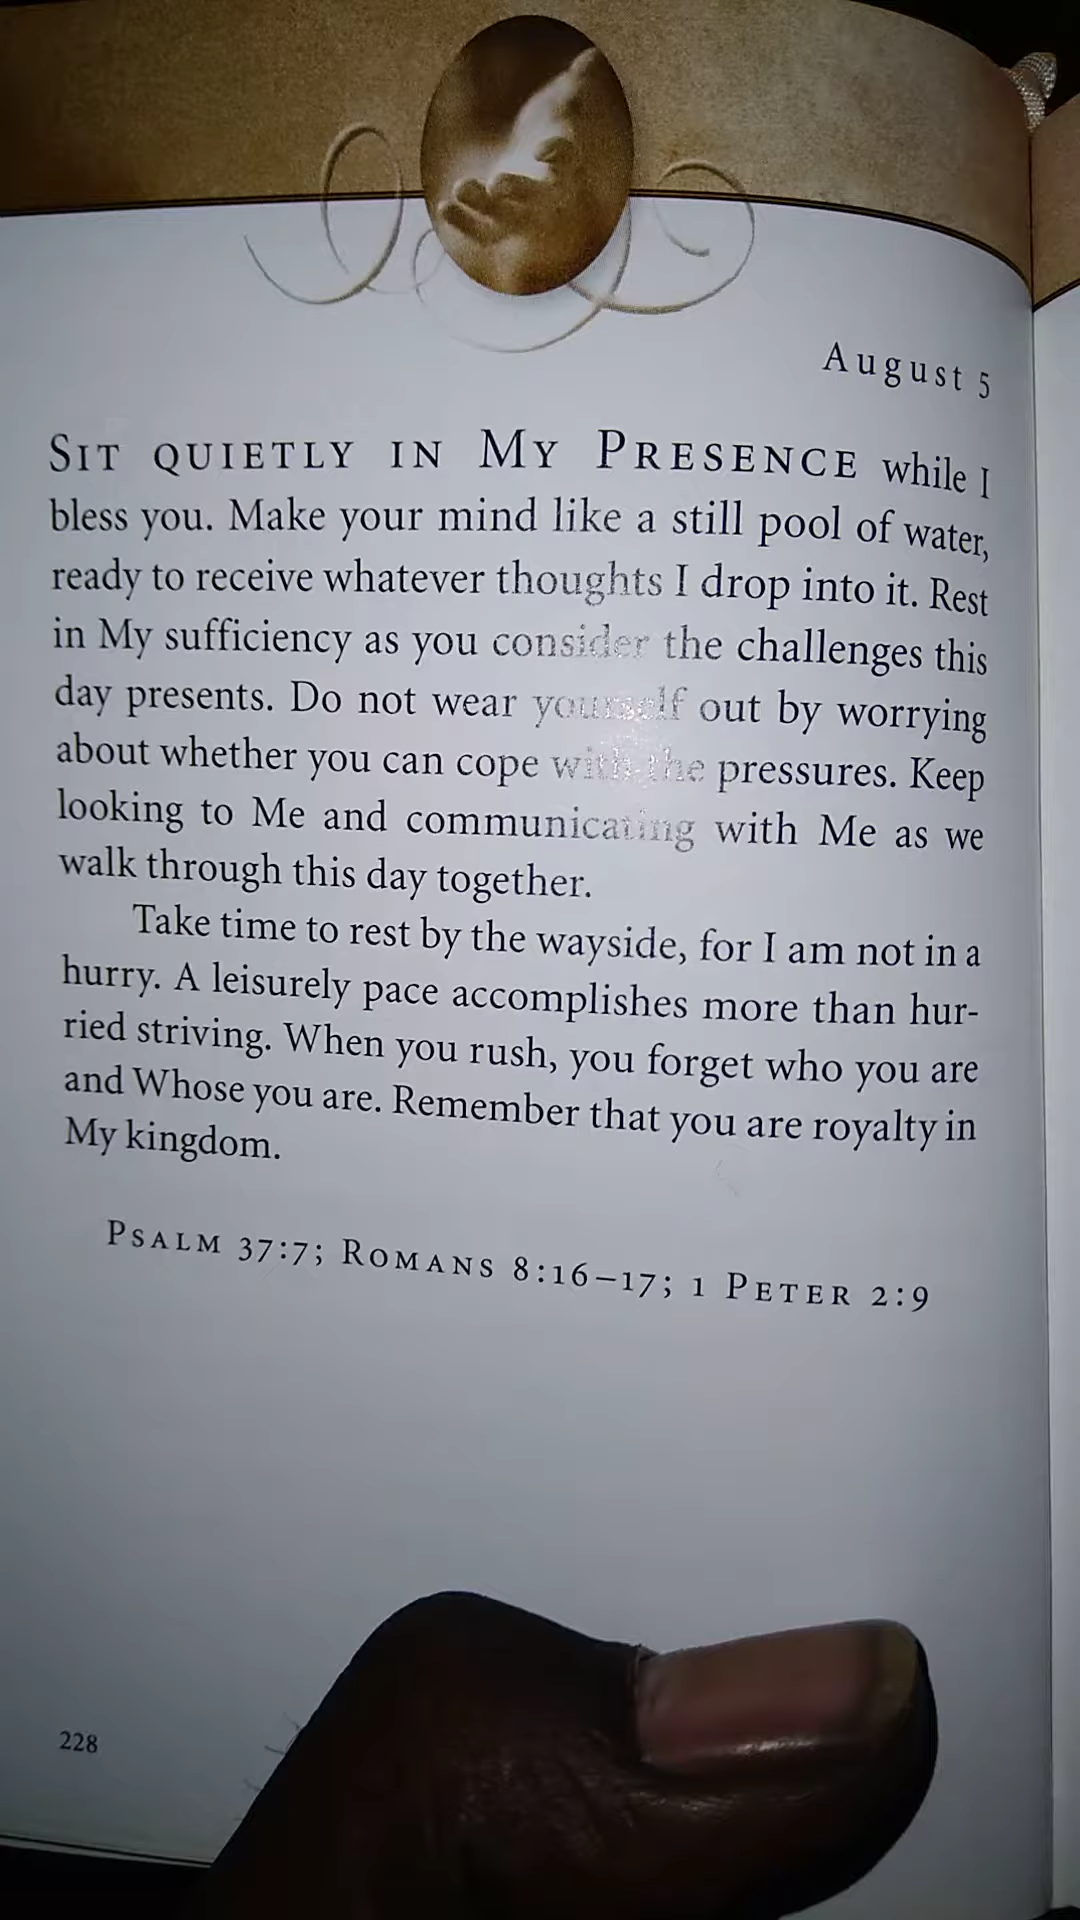 August 5
SIT QUIETLY IN MY PRESENCE while I
bless you. Make your mind like a still pool of water,
ready to receive whatever thoughts I drop into it. Rest
in My sufficiency as you consider the challenges this
day presents. Do not wear yourself out by worrying
about whether you can cope with the pressures. Keep
looking to Me and communicating with Me as we
walk through this day together.
Take time to rest by the wayside, for I am not in a
hurry. A leisurely pace accomplishes more than hur-
ried striving. When you rush, you forget who you are
and Whose you are. Remember that you are royalty in
My kingdom.
PSALM 37:7; ROMANS 8:16–17; 1 PETER 2:9
228